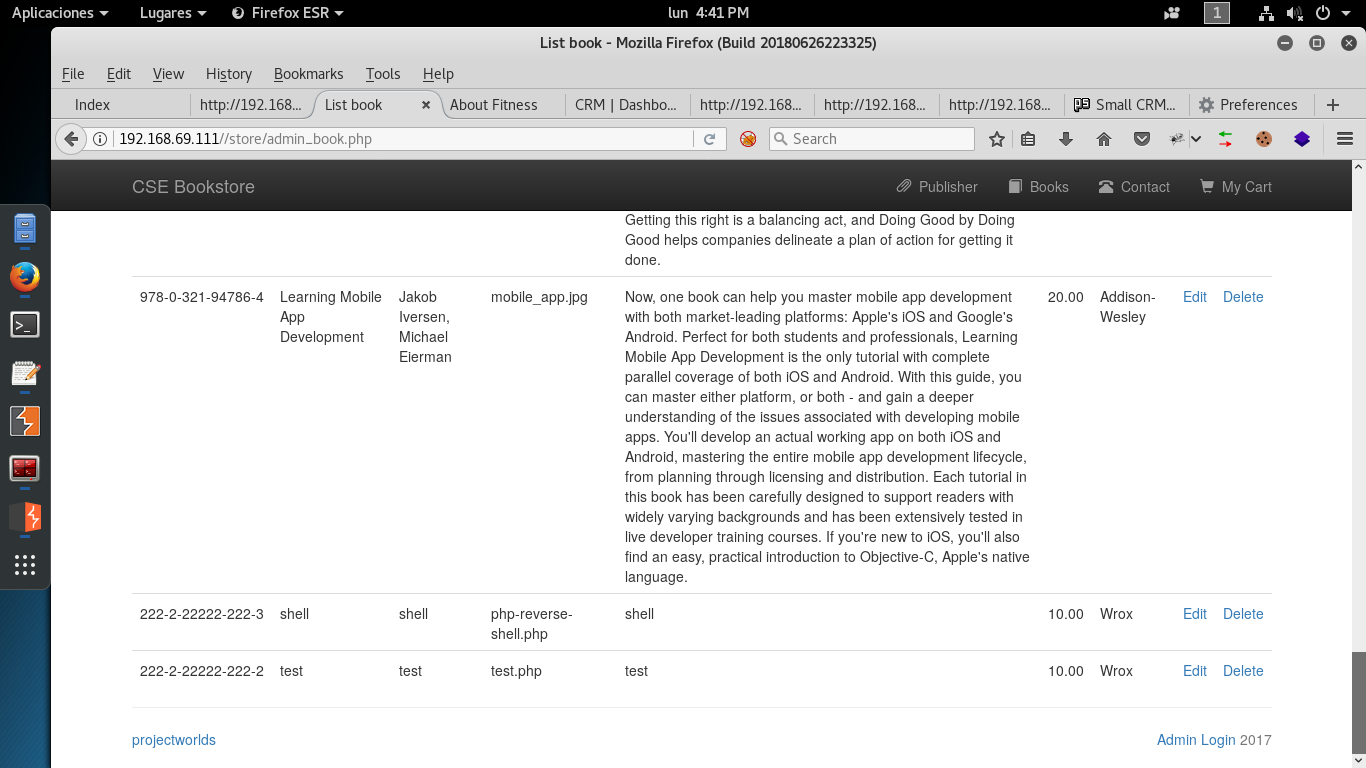 Aplicaciones Lugares Firefox ESR lun 4:41 PM 1
List book - Mozilla Firefox (Build 20180626223325)
File Edit View History Bookmarks Tools Help
Index http://192.168... List book About Fitness CRM | Dashbo... http://192.168... http://192.168... http://192.168... Small CRM... Preferences
192.168.69.111//store/admin_book.php Search
CSE Bookstore Publisher Books Contact My Cart
Getting this right is a balancing act, and Doing Good by Doing
Good helps companies delineate a plan of action for getting it
done.
978-0-321-94786-4 Learning Mobile Jakob mobile_app.jpg Now, one book can help you master mobile app development 20.00 Addison- Edit Delete
App Iversen, with both market-leading platforms: Apple's iOS and Google's Wesley
Development Michael Android. Perfect for both students and professionals, Learning
Eierman Mobile App Development is the only tutorial with complete
parallel coverage of both iOS and Android. With this guide, you
can master either platform, or both - and gain a deeper
understanding of the issues associated with developing mobile
apps. You'll develop an actual working app on both iOS and
Android, mastering the entire mobile app development lifecycle,
from planning through licensing and distribution. Each tutorial in
this book has been carefully designed to support readers with
widely varying backgrounds and has been extensively tested in
live developer training courses. If you're new to iOS, you'll also
find an easy, practical introduction to Objective-C, Apple's native
language.
222-2-22222-222-3 shell shell php-reverse- shell 10.00 Wrox Edit Delete
shell.php
222-2-22222-222-2 test test test.php test 10.00 Wrox Edit Delete
projectworlds Admin Login 2017